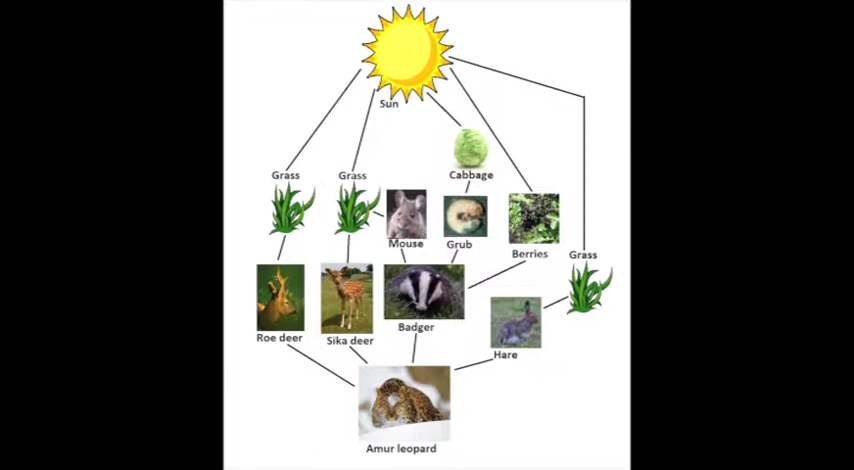 Sun
Cabbage
Grass
Grass
Mouse
Grub
Berries
Grass
Badger
Roe deer
Sika deer
Hare
Amur leopard